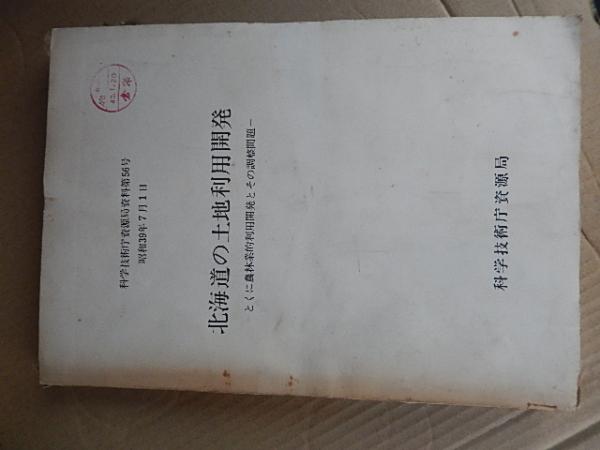 科学技術庁資源局資料第56号
昭和39年7月1日
北海道の土地利用開発
－とくに農林業的利用開発とその調整問題－
科学技術庁資源局